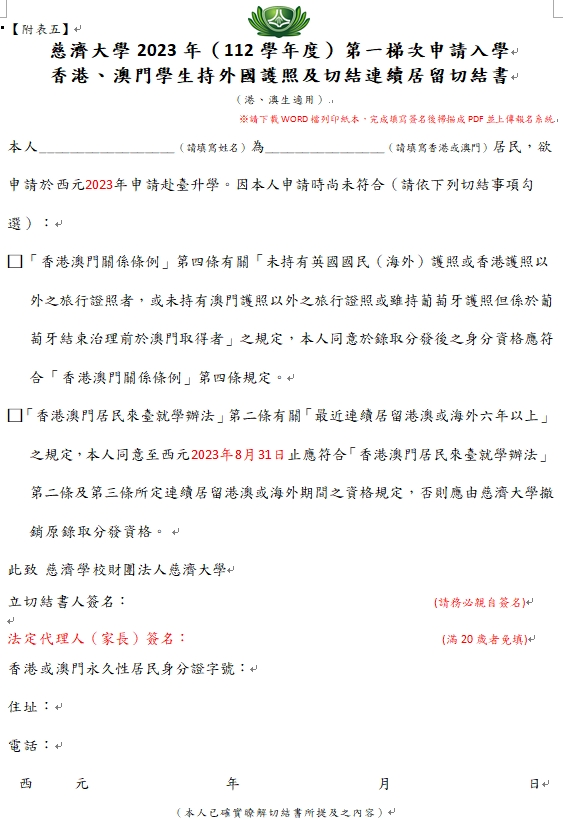 【附表五】
慈濟大學 2023 年（112 學年度）第一梯次申請入學
香港、澳門學生持外國護照及切結連續居留切結書
（港、澳生適用）
※請下載 WORD 檔列印紙本，完成填寫簽名後掃描成 PDF 並上傳報名系統.
本人____________________（請填寫姓名）為__________________（請填寫香港或澳門）居民，欲
申請於西元2023年申請赴臺升學。因本人申請時尚未符合（請依下列切結事項勾
選）：
□「香港澳門關係條例」第四條有關「未持有英國國民（海外）護照或香港護照以
外之旅行證照者，或未持有澳門護照以外之旅行證照或雖持葡萄牙護照但係於葡
萄牙結束治理前於澳門取得者」之規定，本人同意於錄取分發後之身分資格應符
合「香港澳門關係條例」第四條規定。
□「香港澳門居民來臺就學辦法」第二條有關「最近連續居留港澳或海外六年以上」
之規定，本人同意至西元2023年8月31日止應符合「香港澳門居民來臺就學辦法」
第二條及第三條所定連續居留港澳或海外期間之資格規定，否則應由慈濟大學撤
銷原錄取分發資格。
此致 慈濟學校財團法人慈濟大學
立切結書人簽名： (請務必親自簽名)
法定代理人（家長）簽名： (滿 20 歲者免填)
香港或澳門永久性居民身分證字號：
住址：
電話：
西 元 年 月 日
（本人已確實瞭解切結書所提及之內容）